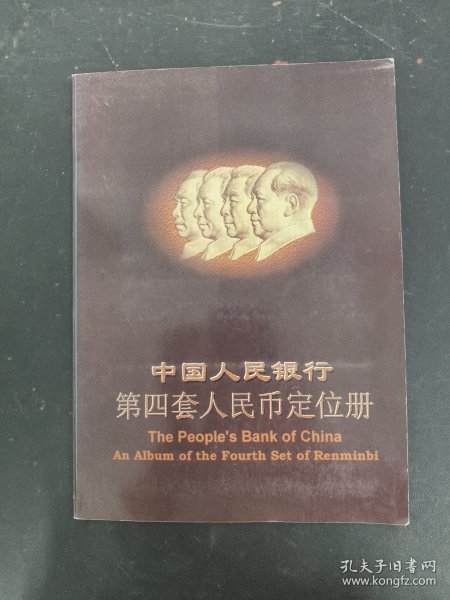 中国人民银行
第四套人民币定位册
The People's Bank of China
An Album of the Fourth Set of Renminbi
孔夫子旧书网
www.kongfz.com